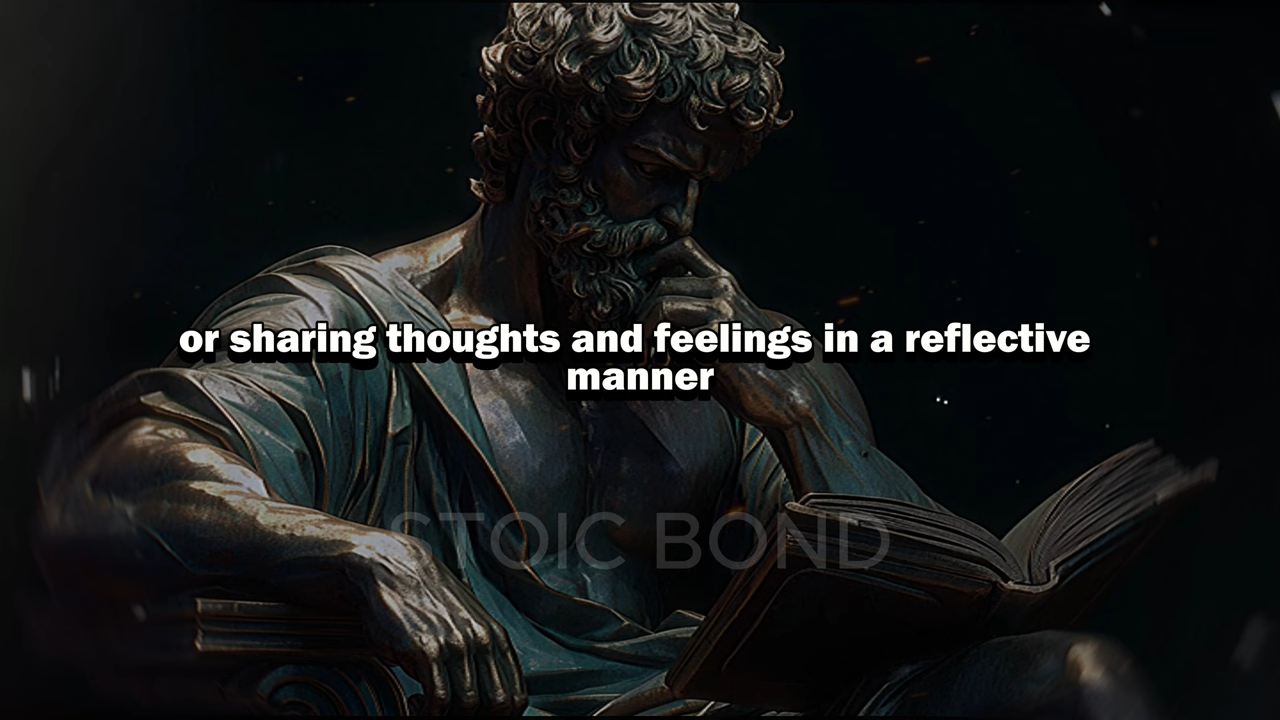 or sharing thoughts and feelings in a reflective
manner
STOIC BOND